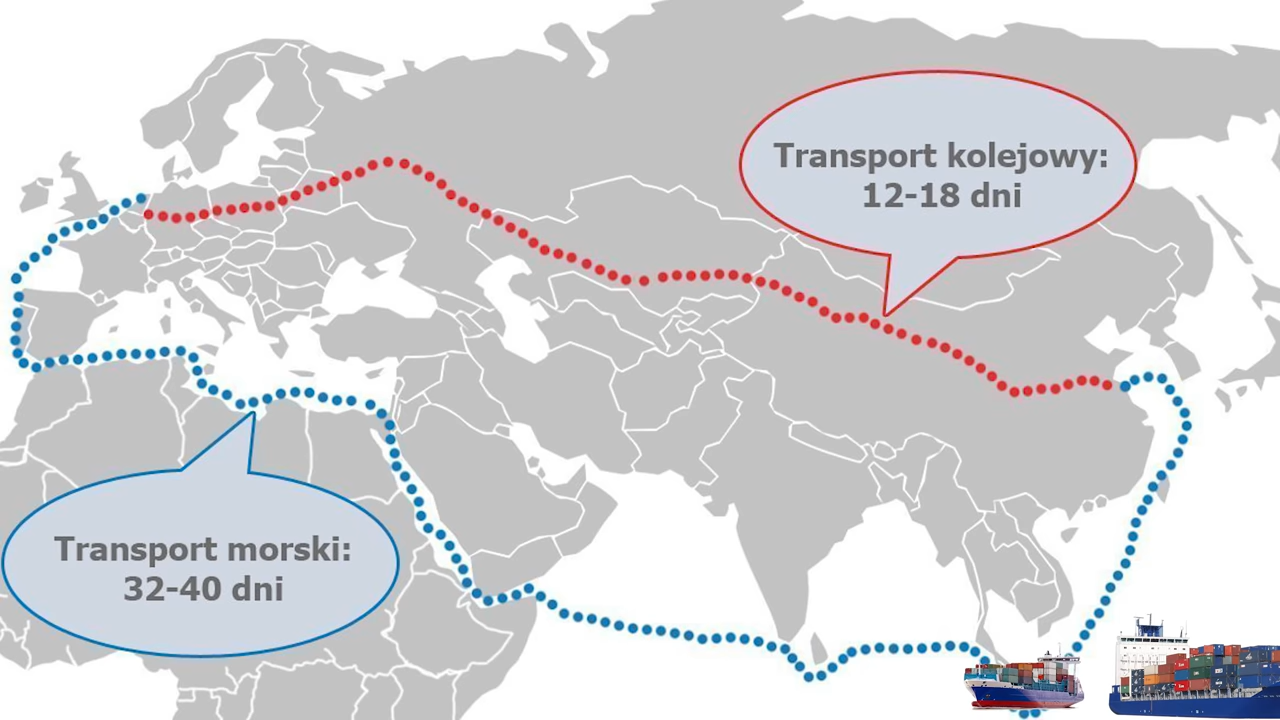 Transport kolejowy:
12-18 dni
Transport morski:
32-40 dni